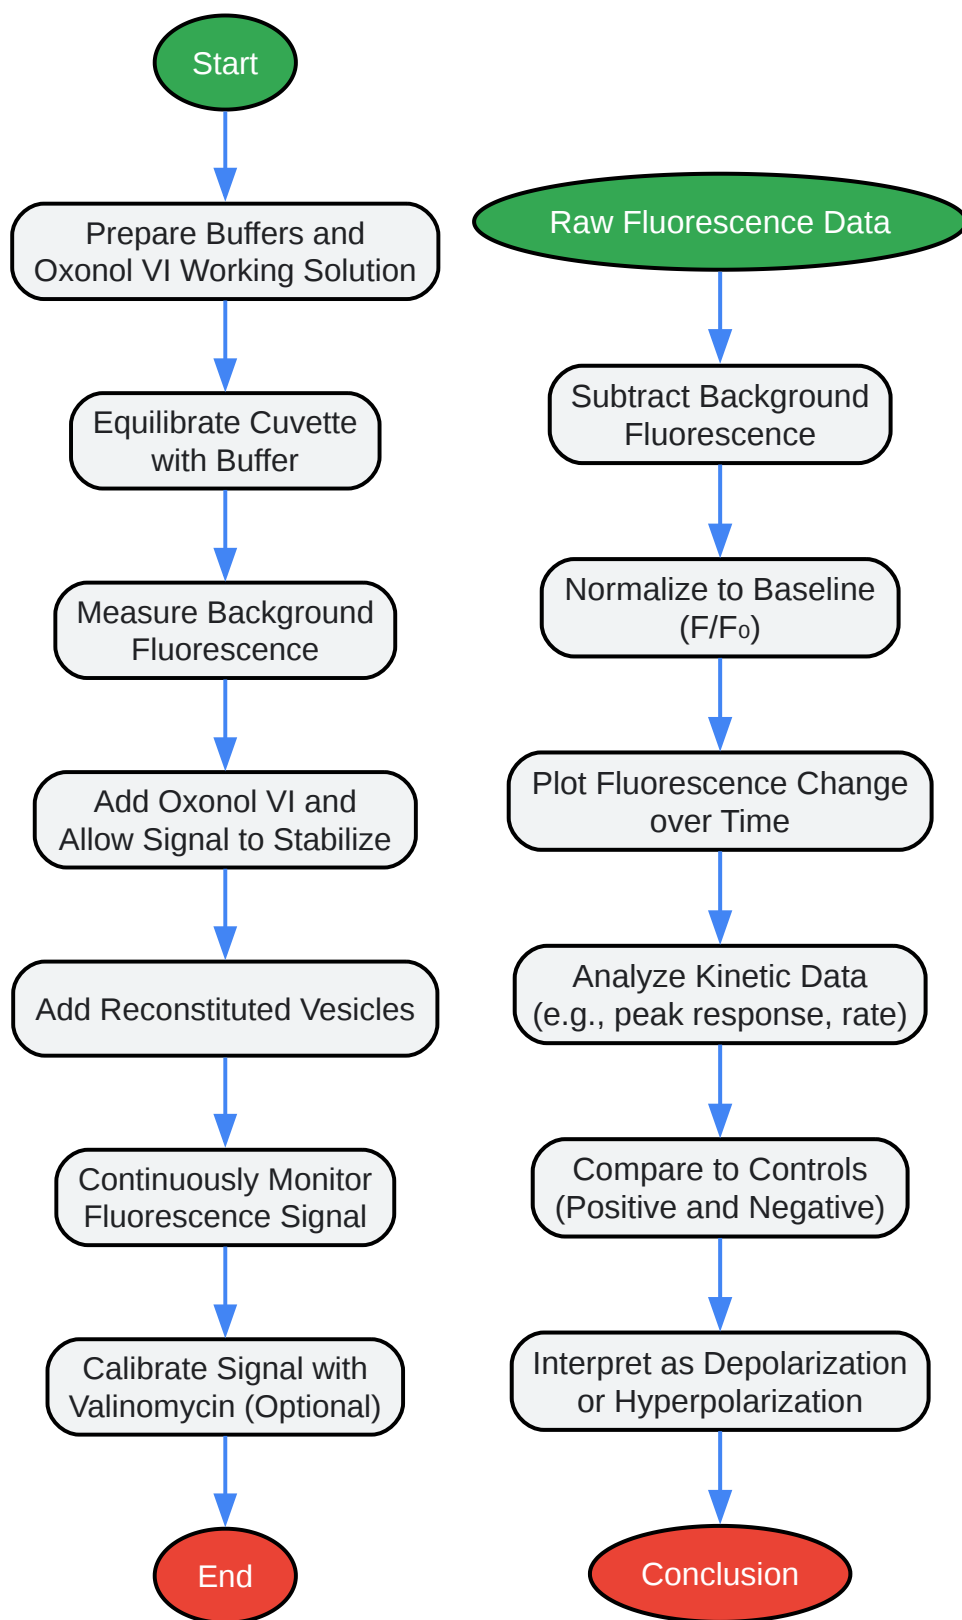 Start
Prepare Buffers and
Oxonol VI Working Solution
Equilibrate Cuvette
with Buffer
Measure Background
Fluorescence
Add Oxonol VI and
Allow Signal to Stabilize
Add Reconstituted Vesicles
Continuously Monitor
Fluorescence Signal
Calibrate Signal with
Valinomycin (Optional)
End
Raw Fluorescence Data
Subtract Background
Fluorescence
Normalize to Baseline
(F/F₀)
Plot Fluorescence Change
over Time
Analyze Kinetic Data
(e.g., peak response, rate)
Compare to Controls
(Positive and Negative)
Interpret as Depolarization
or Hyperpolarization
Conclusion